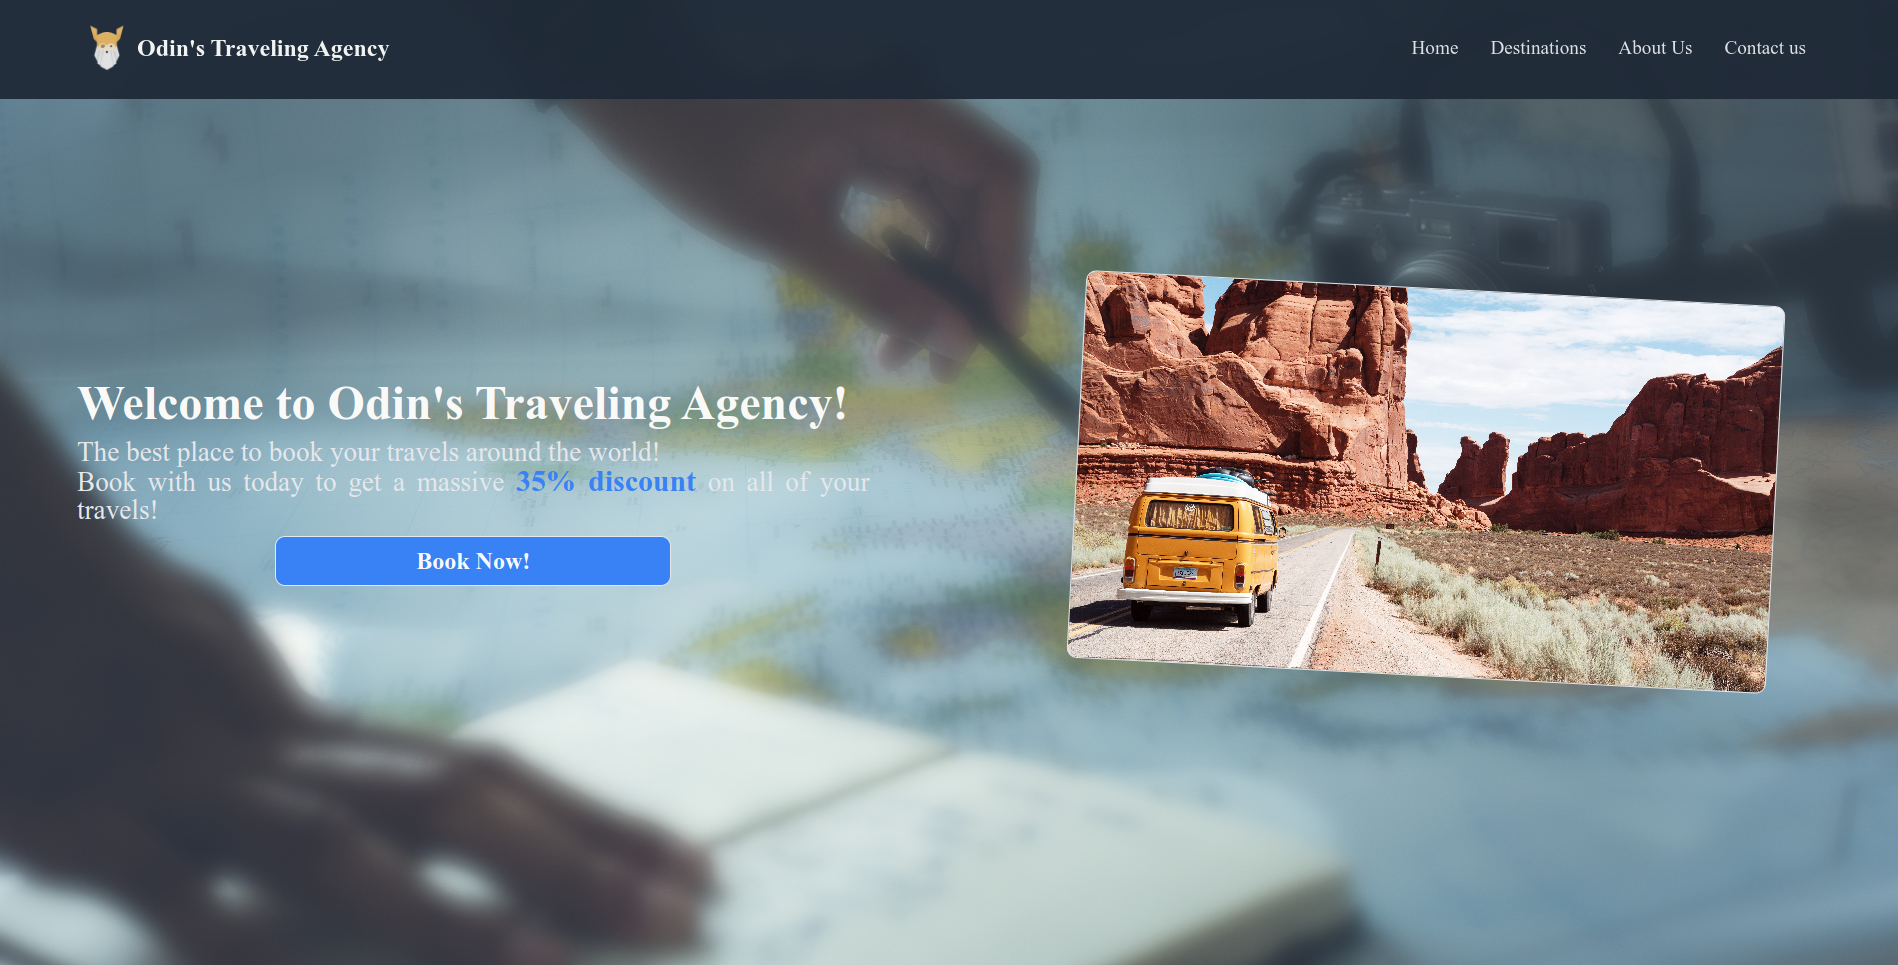 Odin's Traveling Agency
Home
Destinations
About Us
Contact us
Welcome to Odin's Traveling Agency!
The best place to book your travels around the world!
Book with us today to get a massive 35% discount on all of your
travels!
Book Now!